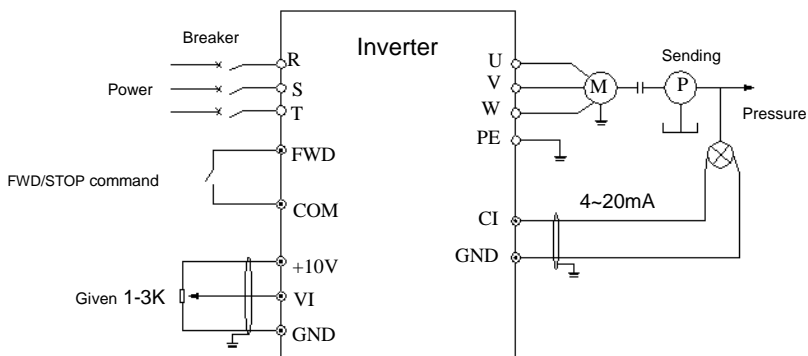 Breaker
Inverter
R
S
T
Power
FWD
FWD/STOP command
COM
+10V
Given 1-3K
VI
GND
U
V
W
PE
M
P
Sending
Pressure
CI
4~20mA
GND